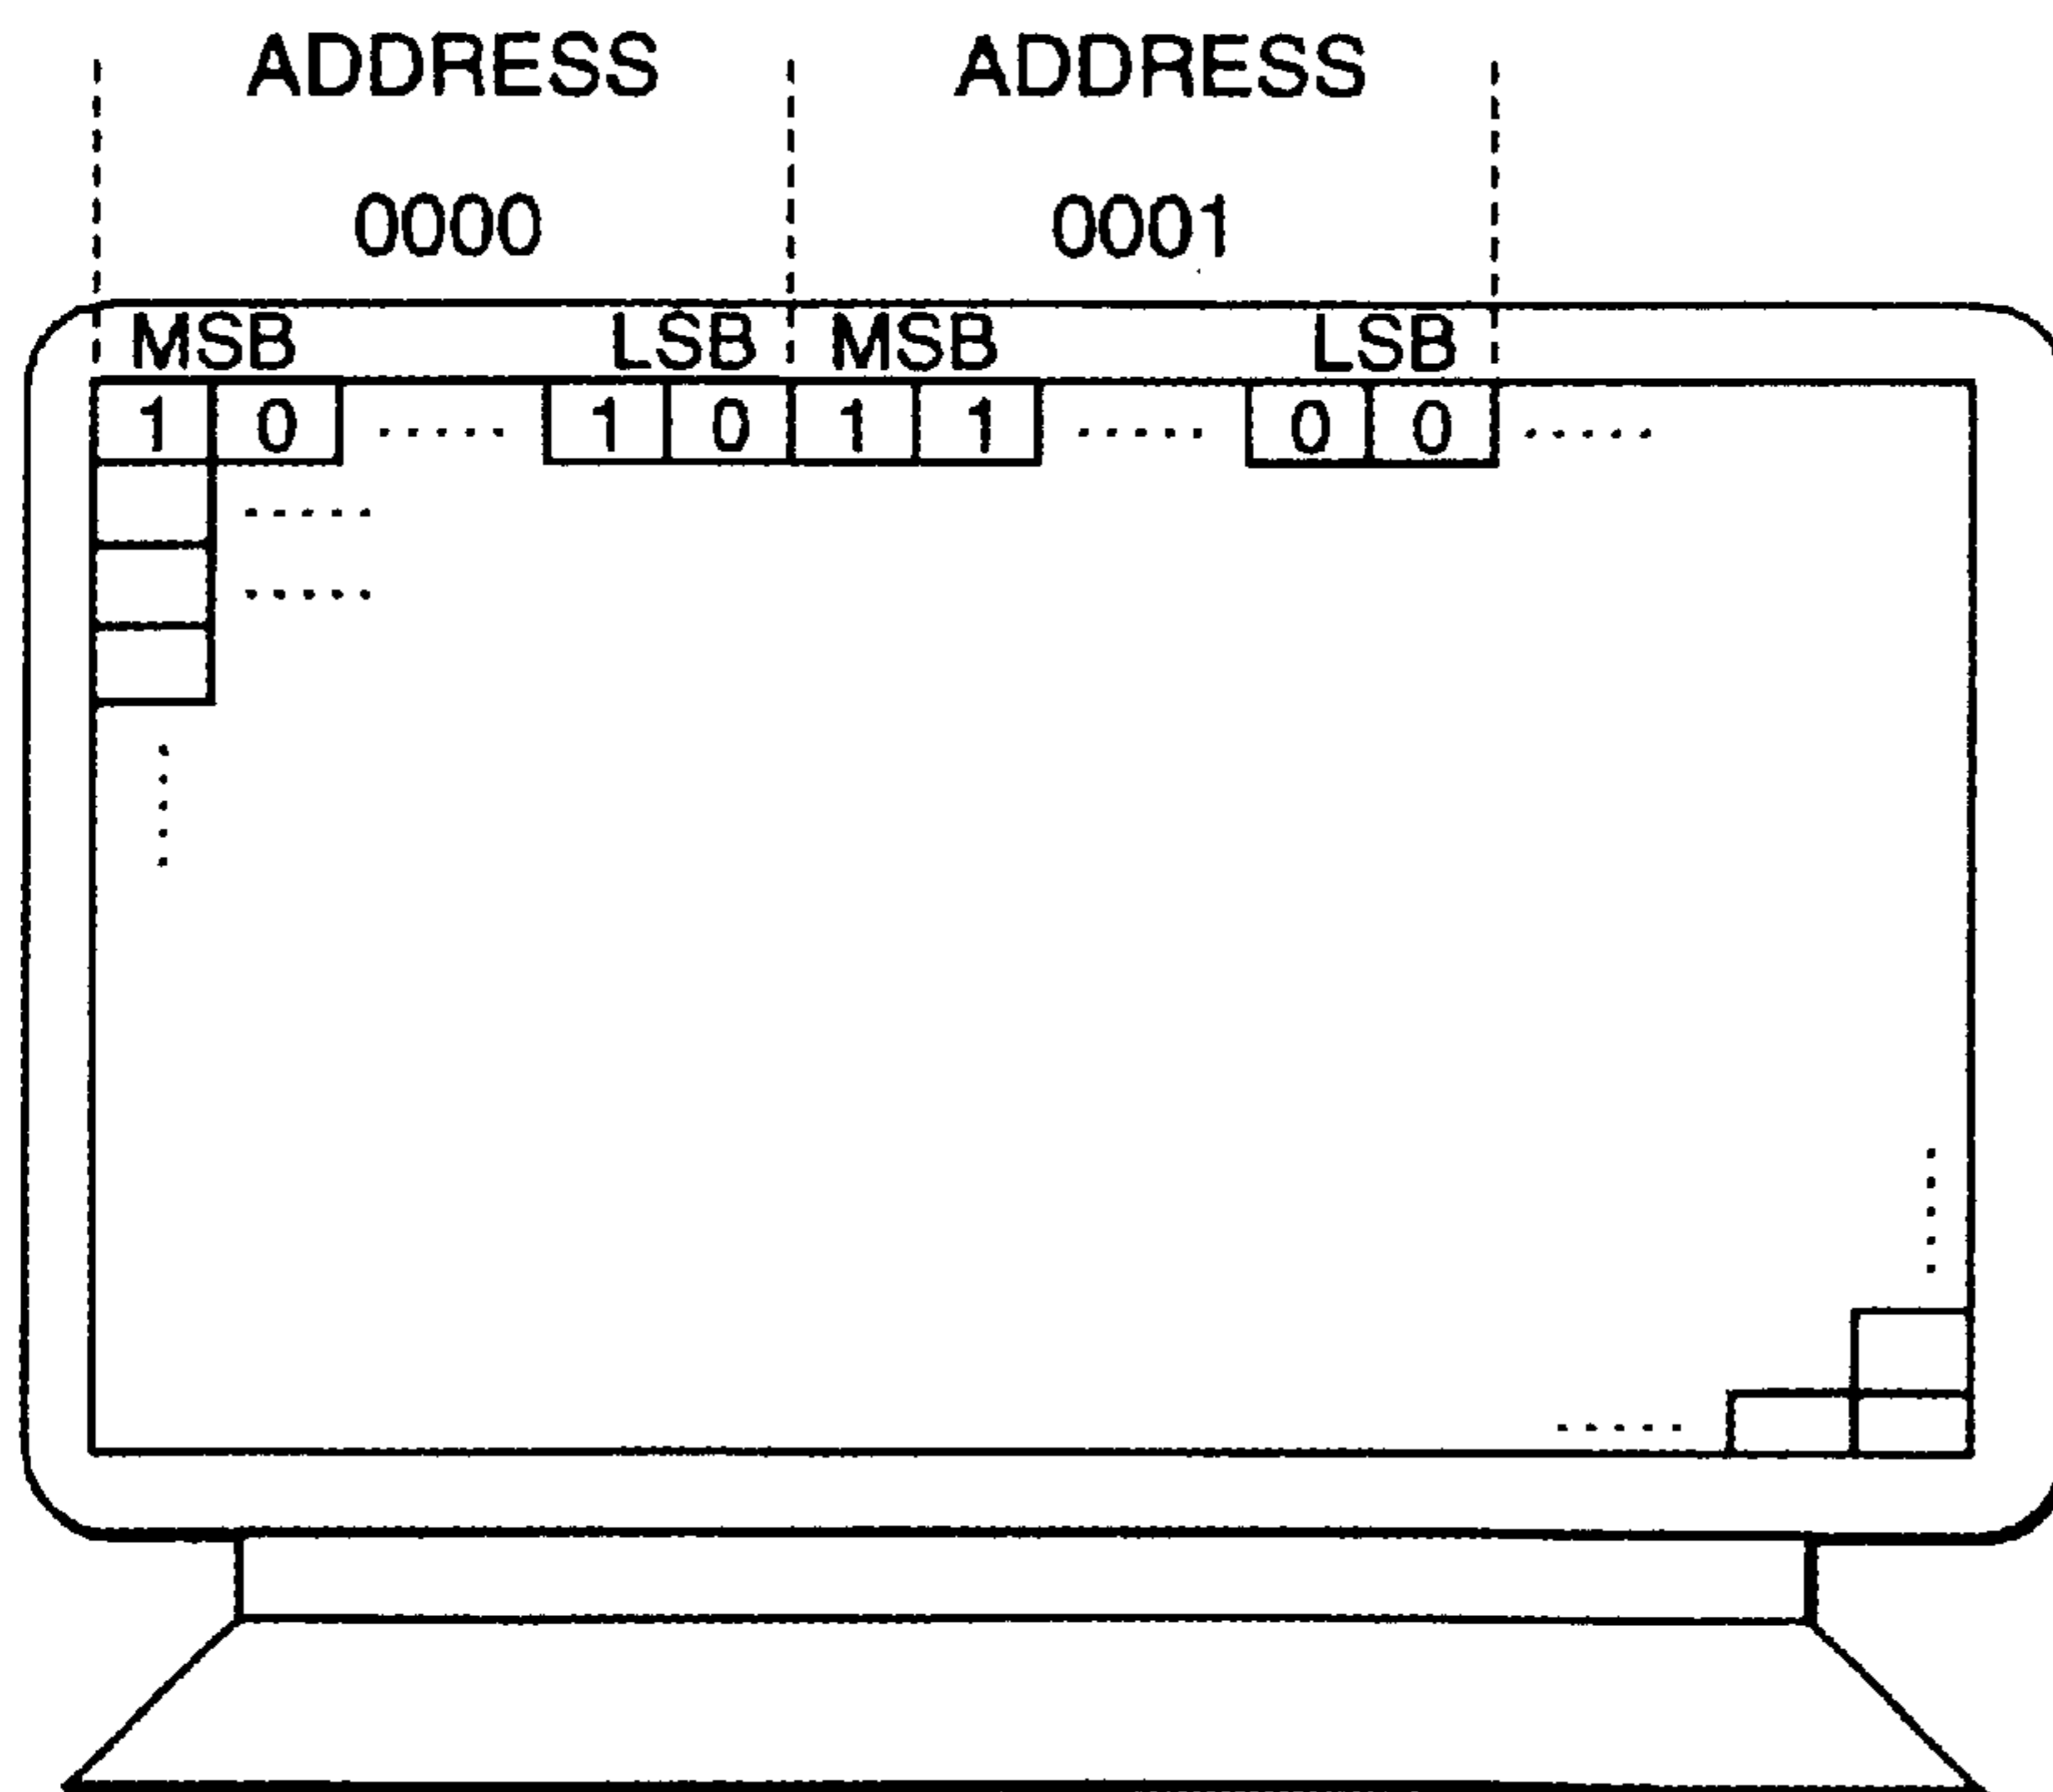 ADDRESS ADDRESS
0000 0001
MSB LSB MSB LSB
1 0 ..... 1 0 1 1 ..... 0 0 .....